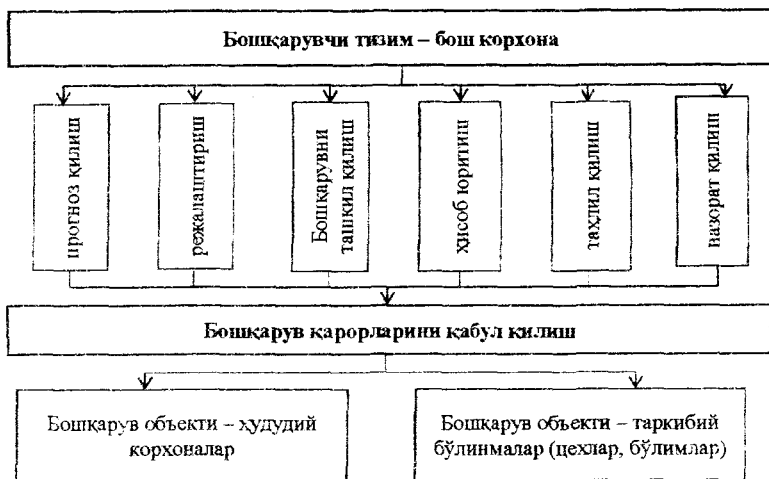 Бошқарувчи тизим – бош корхона
прогноз қилиш
режалаштириш
Бошқарувни
ташкил қилиш
ҳисоб юритиш
таҳлил қилиш
назорат қилиш
Бошқарув қарорларини қабул қилиш
Бошқарув объекти – ҳудудий
корхоналар
Бошқарув объекти – таркибий
бўлинмалар (цехлар, бўлимлар)